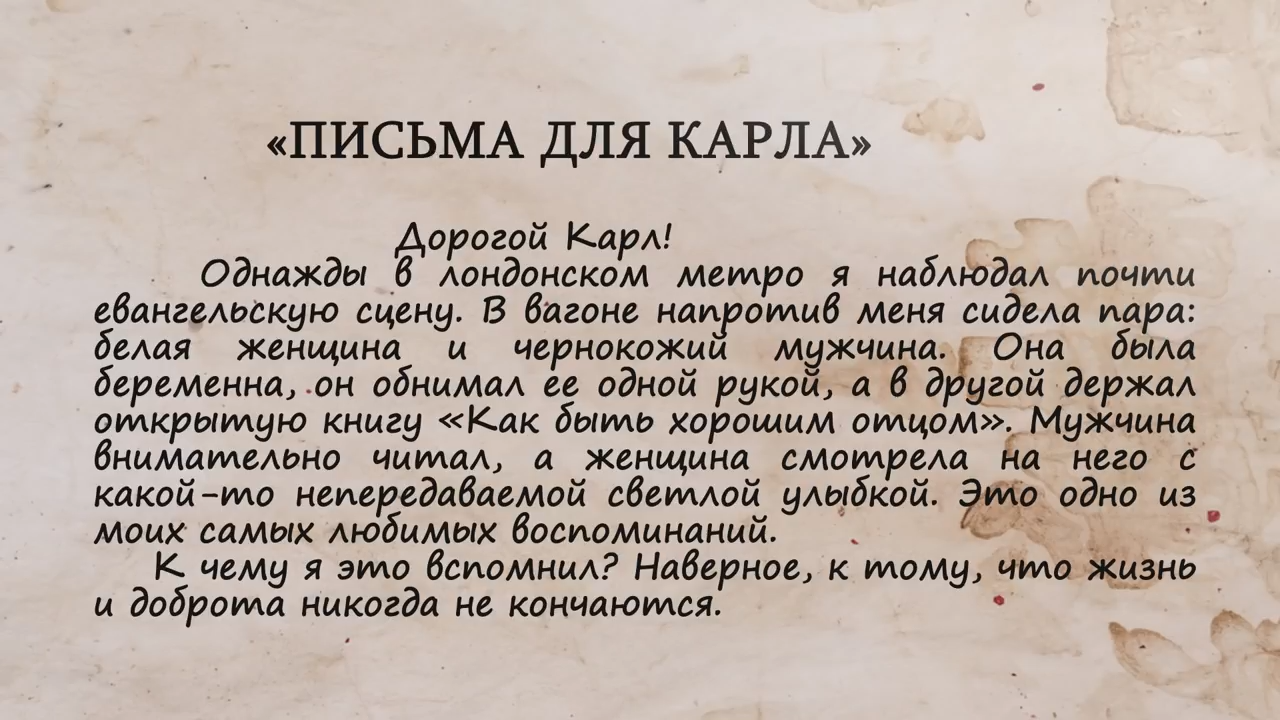 «ПИСЬМА ДЛЯ КАРЛА»
Дорогой Карл!
Однажды в лондонском метро я наблюдал почти
евангельскую сцену. В вагоне напротив меня сидела пара:
белая женщина и чернокожий мужчина. Она была
беременна, он обнимал ее одной рукой, а в другой держал
открытую книгу «Как быть хорошим отцом». Мужчина
внимательно читал, а женщина смотрела на него с
какой-то непередаваемой светлой улыбкой. Это одно из
моих самых любимых воспоминаний.
К чему я это вспомнил? Наверное, к тому, что жизнь
и доброта никогда не кончаются.